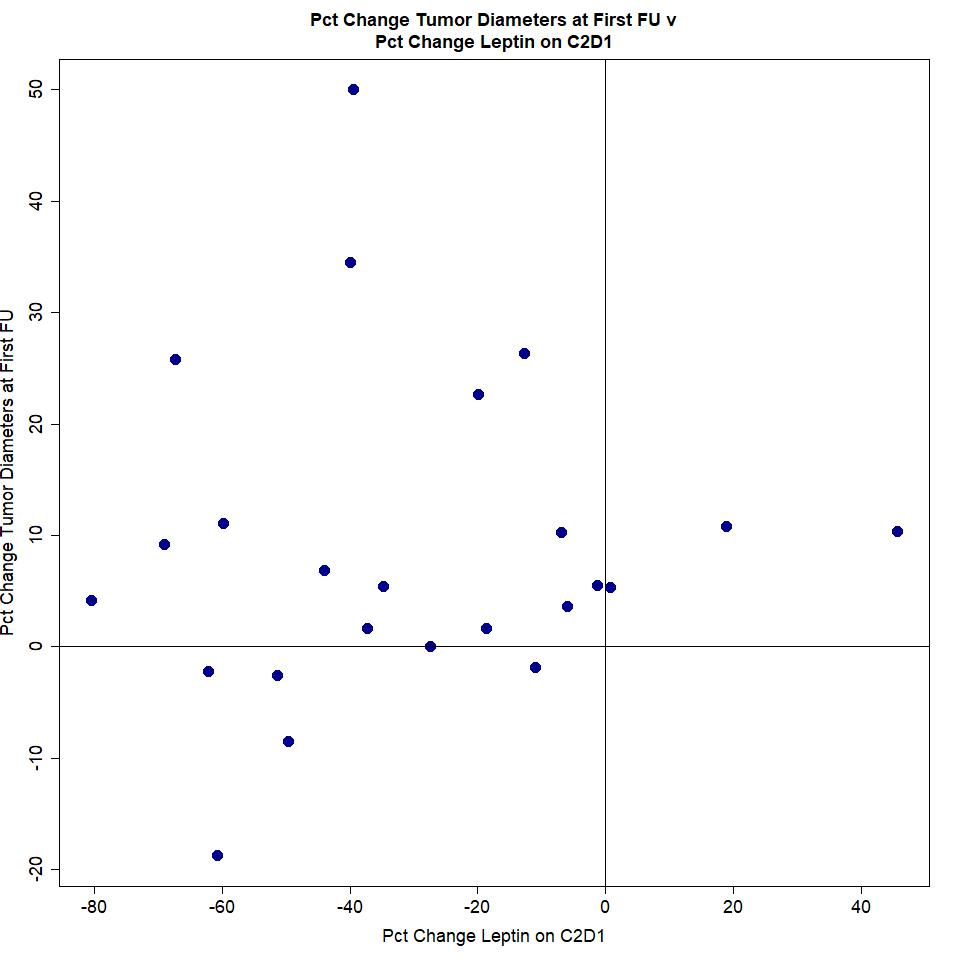 Pct Change Tumor Diameters at First FU v
Pct Change Leptin on C2D1
Pct Change Tumor Diameters at First FU
50
40
30
20
10
0
-10
-20
-80 -60 -40 -20 0 20 40
Pct Change Leptin on C2D1